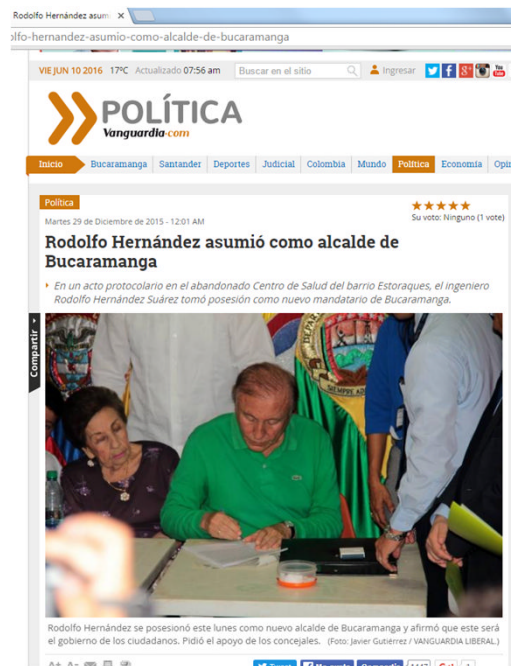 Rodolfo Hernández asum
olfo-hernandez-asumio-como-alcalde-de-bucaramanga
VIE JUN 10 2016 17ºC Actualizado 07:56 am Buscar en el sitio Ingresar
POLÍTICA
Vanguardia.com
Inicio Bucaramanga Santander Deportes Judicial Colombia Mundo Política Economía Opin
Política
Martes 29 de Diciembre de 2015 - 12:01 AM
Su voto: Ninguno (1 vote)
Rodolfo Hernández asumió como alcalde de
Bucaramanga
En un acto protocolario en el abandonado Centro de Salud del barrio Estoraques, el ingeniero
Rodolfo Hernández Suárez tomó posesión como nuevo mandatario de Bucaramanga.
Compartir
Rodolfo Hernández se posesionó este lunes como nuevo alcalde de Bucaramanga y afirmó que este será
el gobierno de los ciudadanos. Pidió el apoyo de los concejales. (Foto: Javier Gutiérrez / VANGUARDIA LIBERAL.)